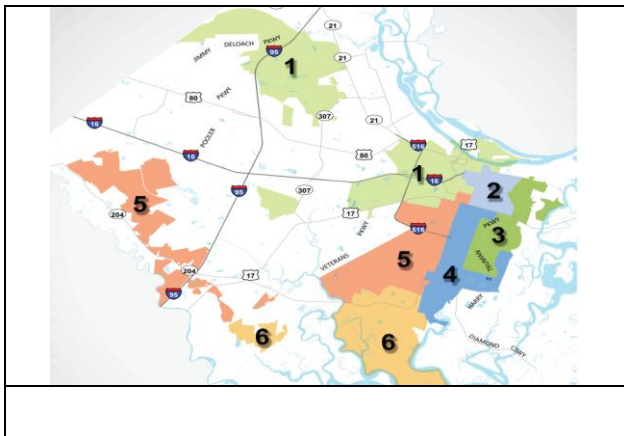 21
JIMMY DELOACH PKWY
95
1
21
80
PKWY
307
16
POOLER
21
516
17
16
80
1
16
95
307
2
5
17
PKWY
PKWY
3
204
516
VETERANS
5
TRUMAN
204
17
4
S
95
HARRY
6
6
DIAMOND CSWY